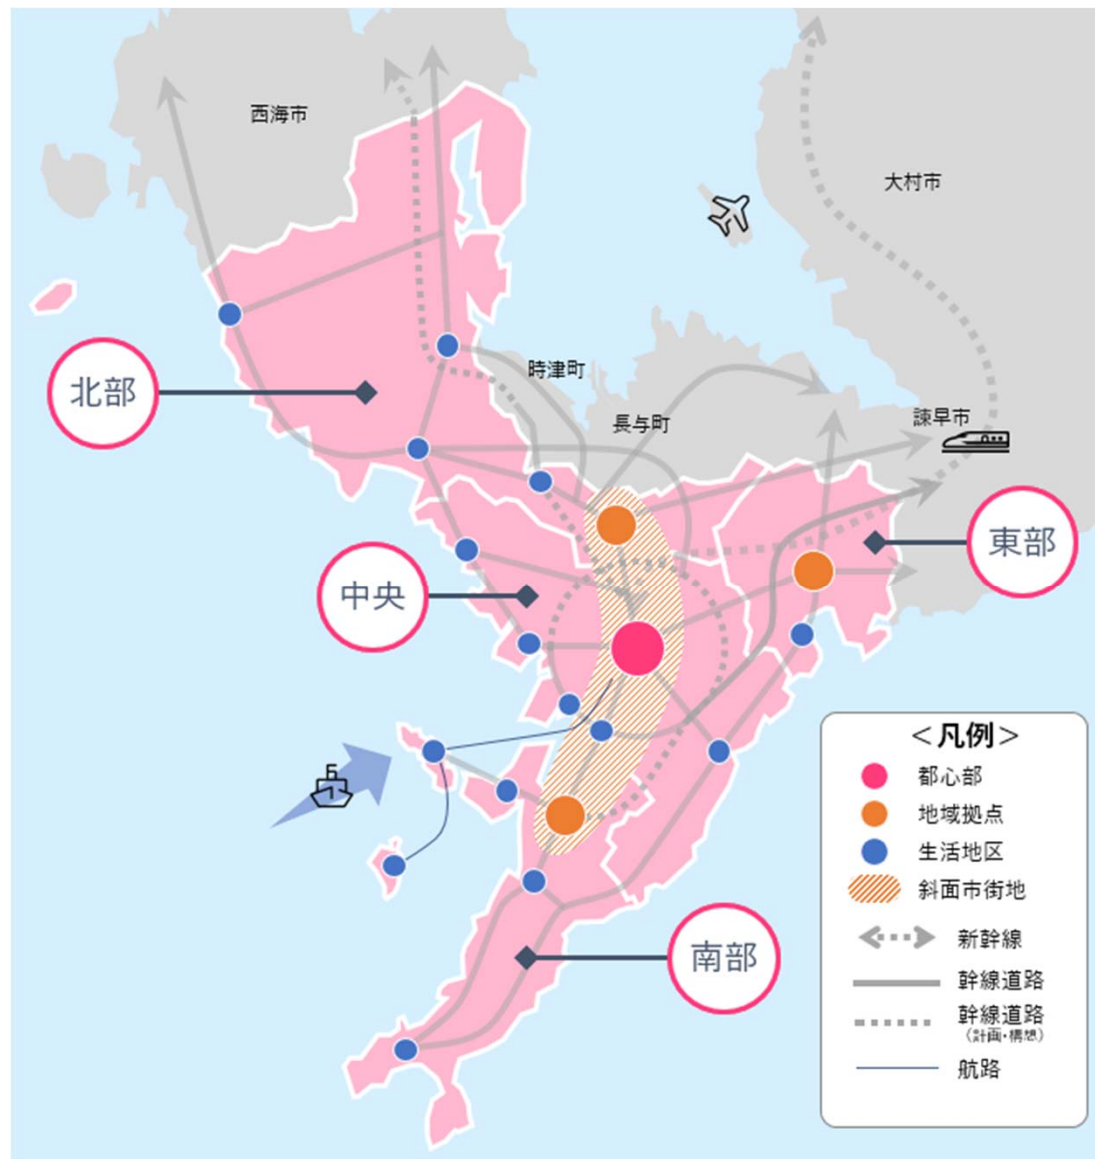 西海市
大村市
時津町
長与町
諫早市
北部
東部
中央
南部
＜凡例＞
都心部
地域拠点
生活地区
斜面市街地
新幹線
幹線道路
幹線道路
（計画・構想）
航路